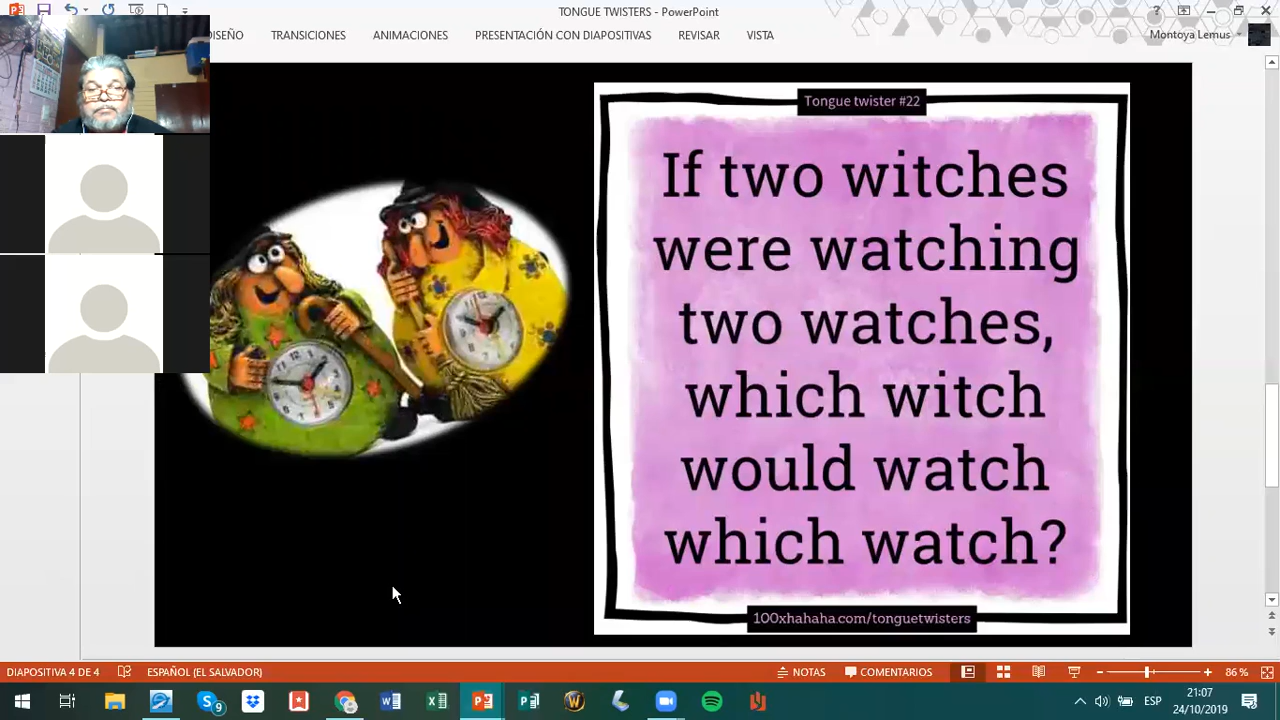 TONGUE TWISTERS - PowerPoint
DISEÑO TRANSICIONES ANIMACIONES PRESENTACIÓN CON DIAPOSITIVAS REVISAR VISTA
Montoya Lemus
Tongue twister #22
If two witches
were watching
two watches,
which witch
would watch
which watch?
100xhahaha.com/tonguetwisters
DIAPOSITIVA 4 DE 4 ESPAÑOL (EL SALVADOR) NOTAS COMENTARIOS 86 %
ESP 21:07
24/10/2019